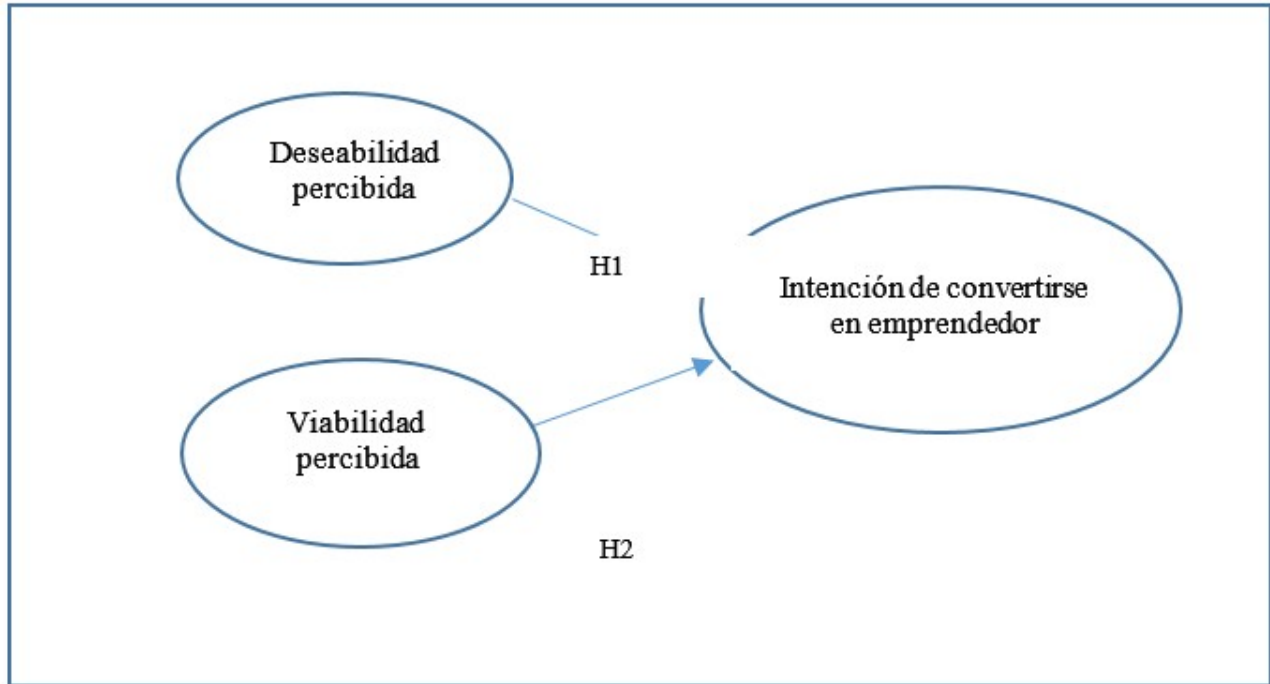 Deseabilidad
percibida
H1
Intención de convertirse
en emprendedor
Viabilidad
percibida
H2